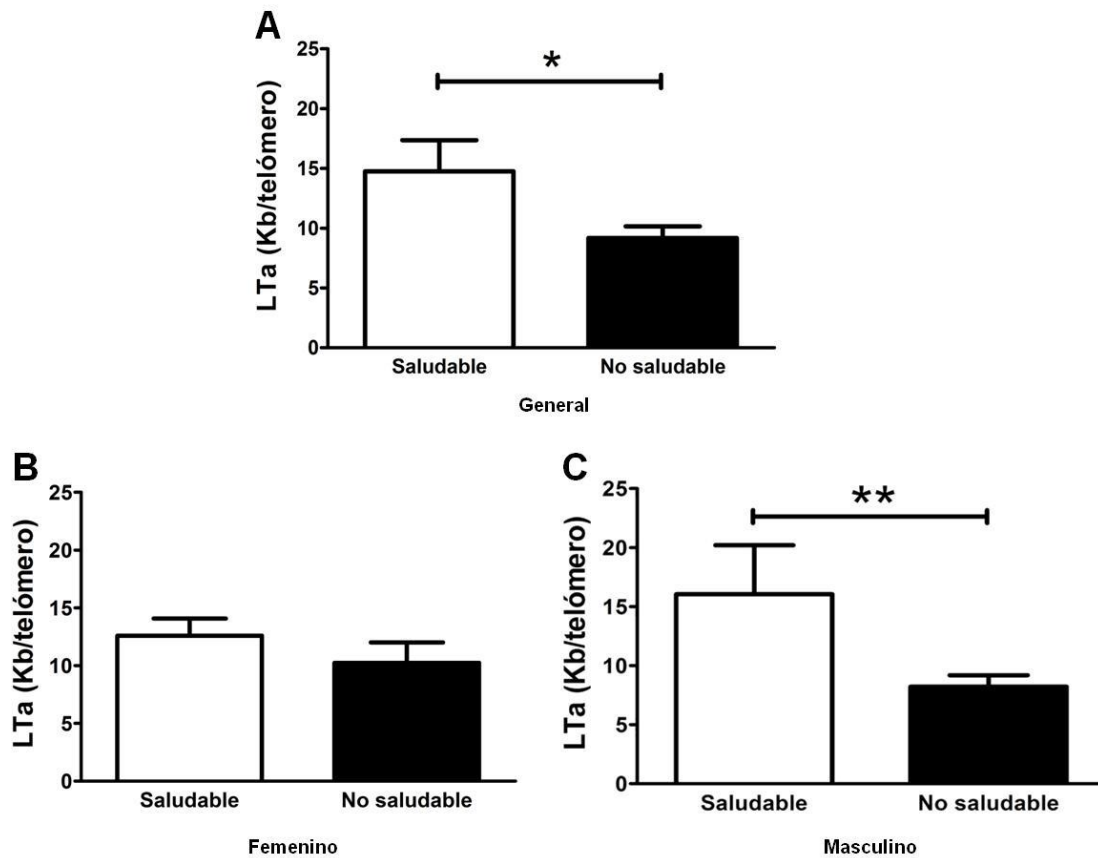 A
LTa (Kb/telómero)
25
20
15
10
5
0
*
Saludable No saludable
General
B
LTa (Kb/telómero)
25
20
15
10
5
0
Saludable No saludable
Femenino
C
LTa (Kb/telómero)
25
20
15
10
5
0
**
Saludable No saludable
Masculino